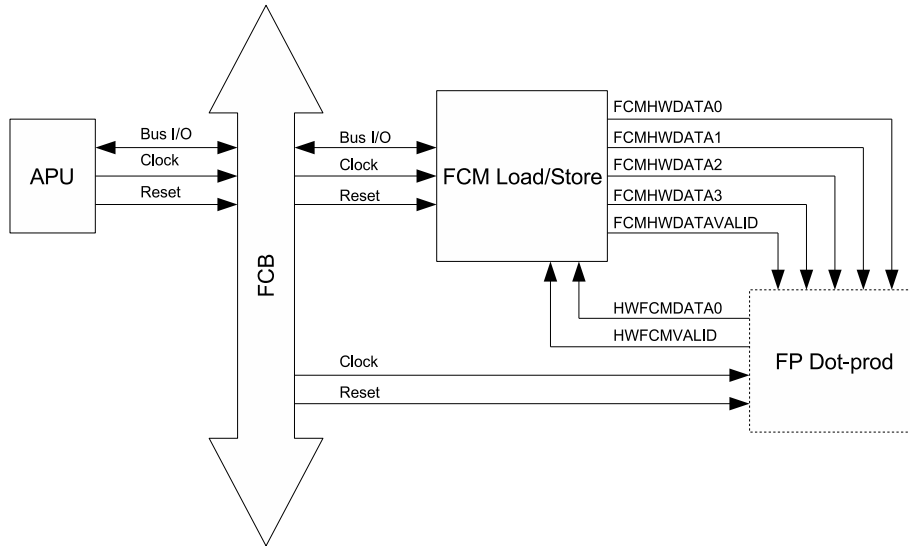 APU
Bus I/O
Clock
Reset
FCB
Bus I/O
Clock
Reset
FCM Load/Store
FCMHWDATA0
FCMHWDATA1
FCMHWDATA2
FCMHWDATA3
FCMHWDATAVALID
HWFCMDATA0
HWFCMVALID
Clock
Reset
FP Dot-prod